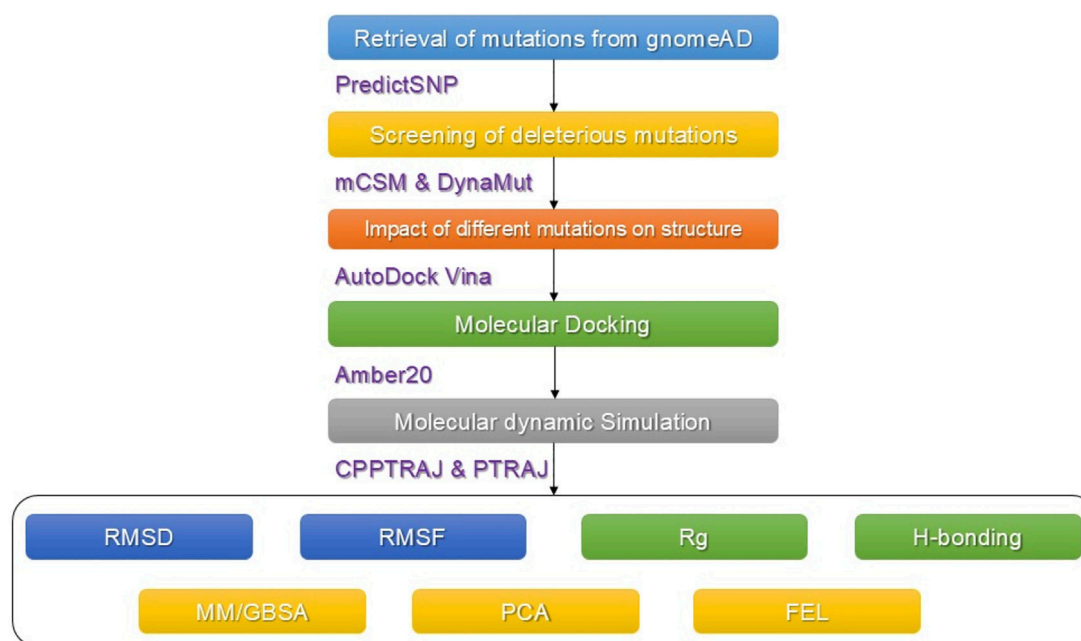 Retrieval of mutations from gnomeAD
PredictSNP
Screening of deleterious mutations
mCSM & DynaMut
Impact of different mutations on structure
AutoDock Vina
Molecular Docking
Amber20
Molecular dynamic Simulation
CPPTRAJ & PTRAJ
RMSD RMSF Rg H-bonding
MM/GBSA PCA FEL